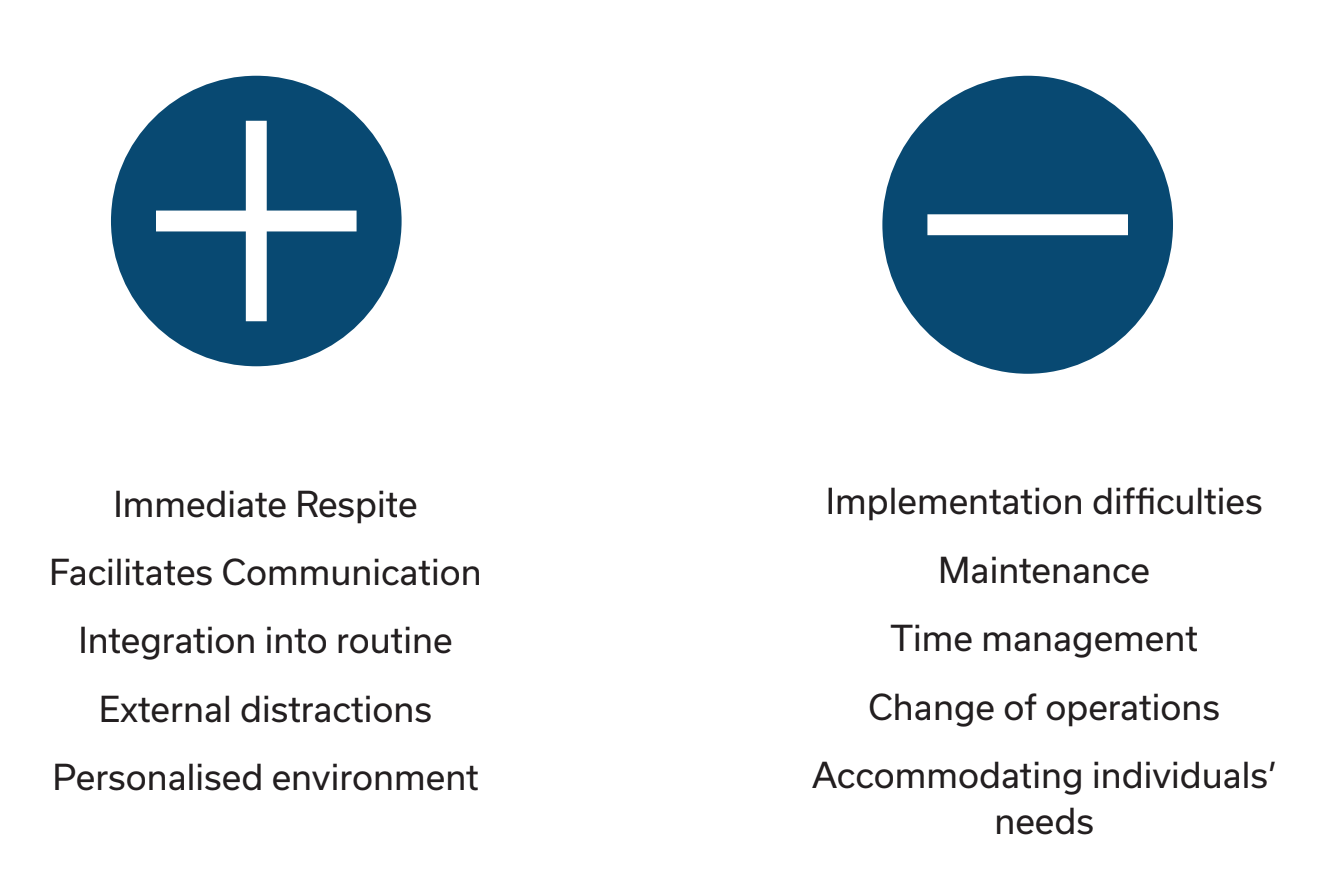 Immediate Respite
Facilitates Communication
Integration into routine
External distractions
Personalised environment
Implementation difficulties
Maintenance
Time management
Change of operations
Accommodating individuals’
needs